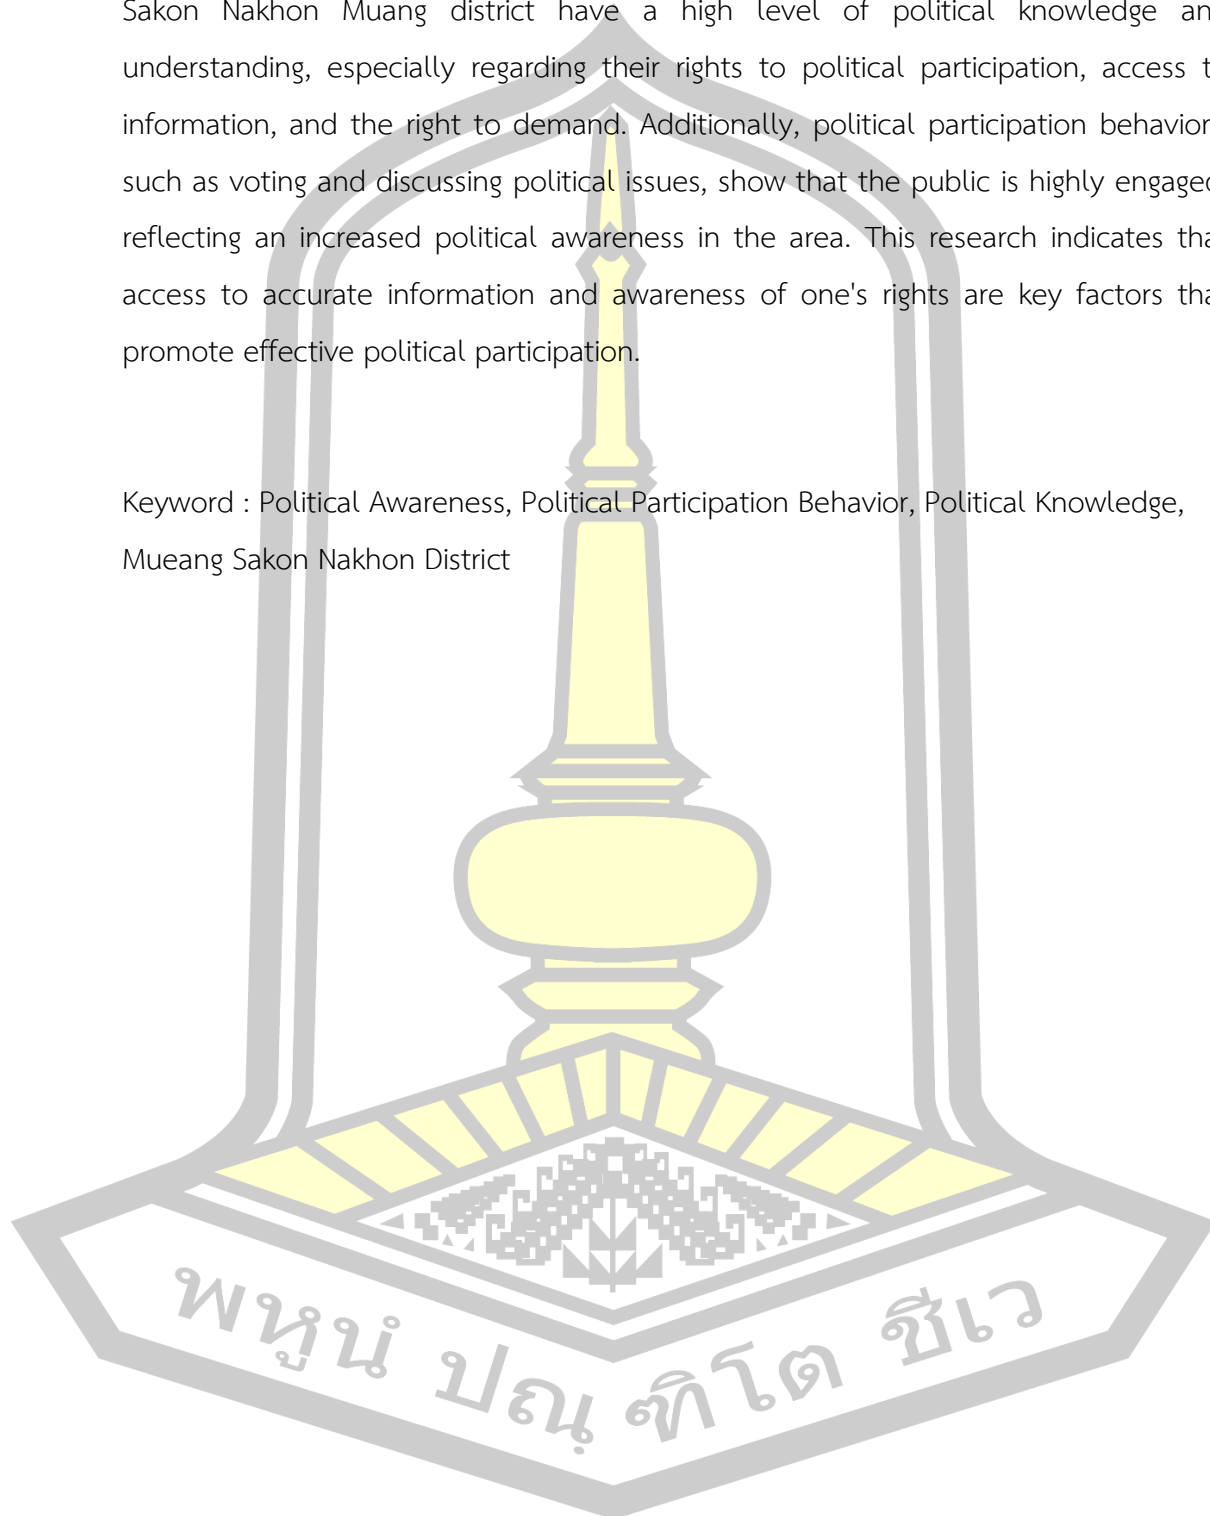 Sakon Nakhon Muang district have a high level of political knowledge an
understanding, especially regarding their rights to political participation, access t
information, and the right to demand. Additionally, political participation behavior
such as voting and discussing political issues, show that the public is highly engaged
reflecting an increased political awareness in the area. This research indicates tha
access to accurate information and awareness of one's rights are key factors tha
promote effective political participation.
Keyword : Political Awareness, Political Participation Behavior, Political Knowledge,
Mueang Sakon Nakhon District
พหูนํ ปณฺฑิโต ชีเว